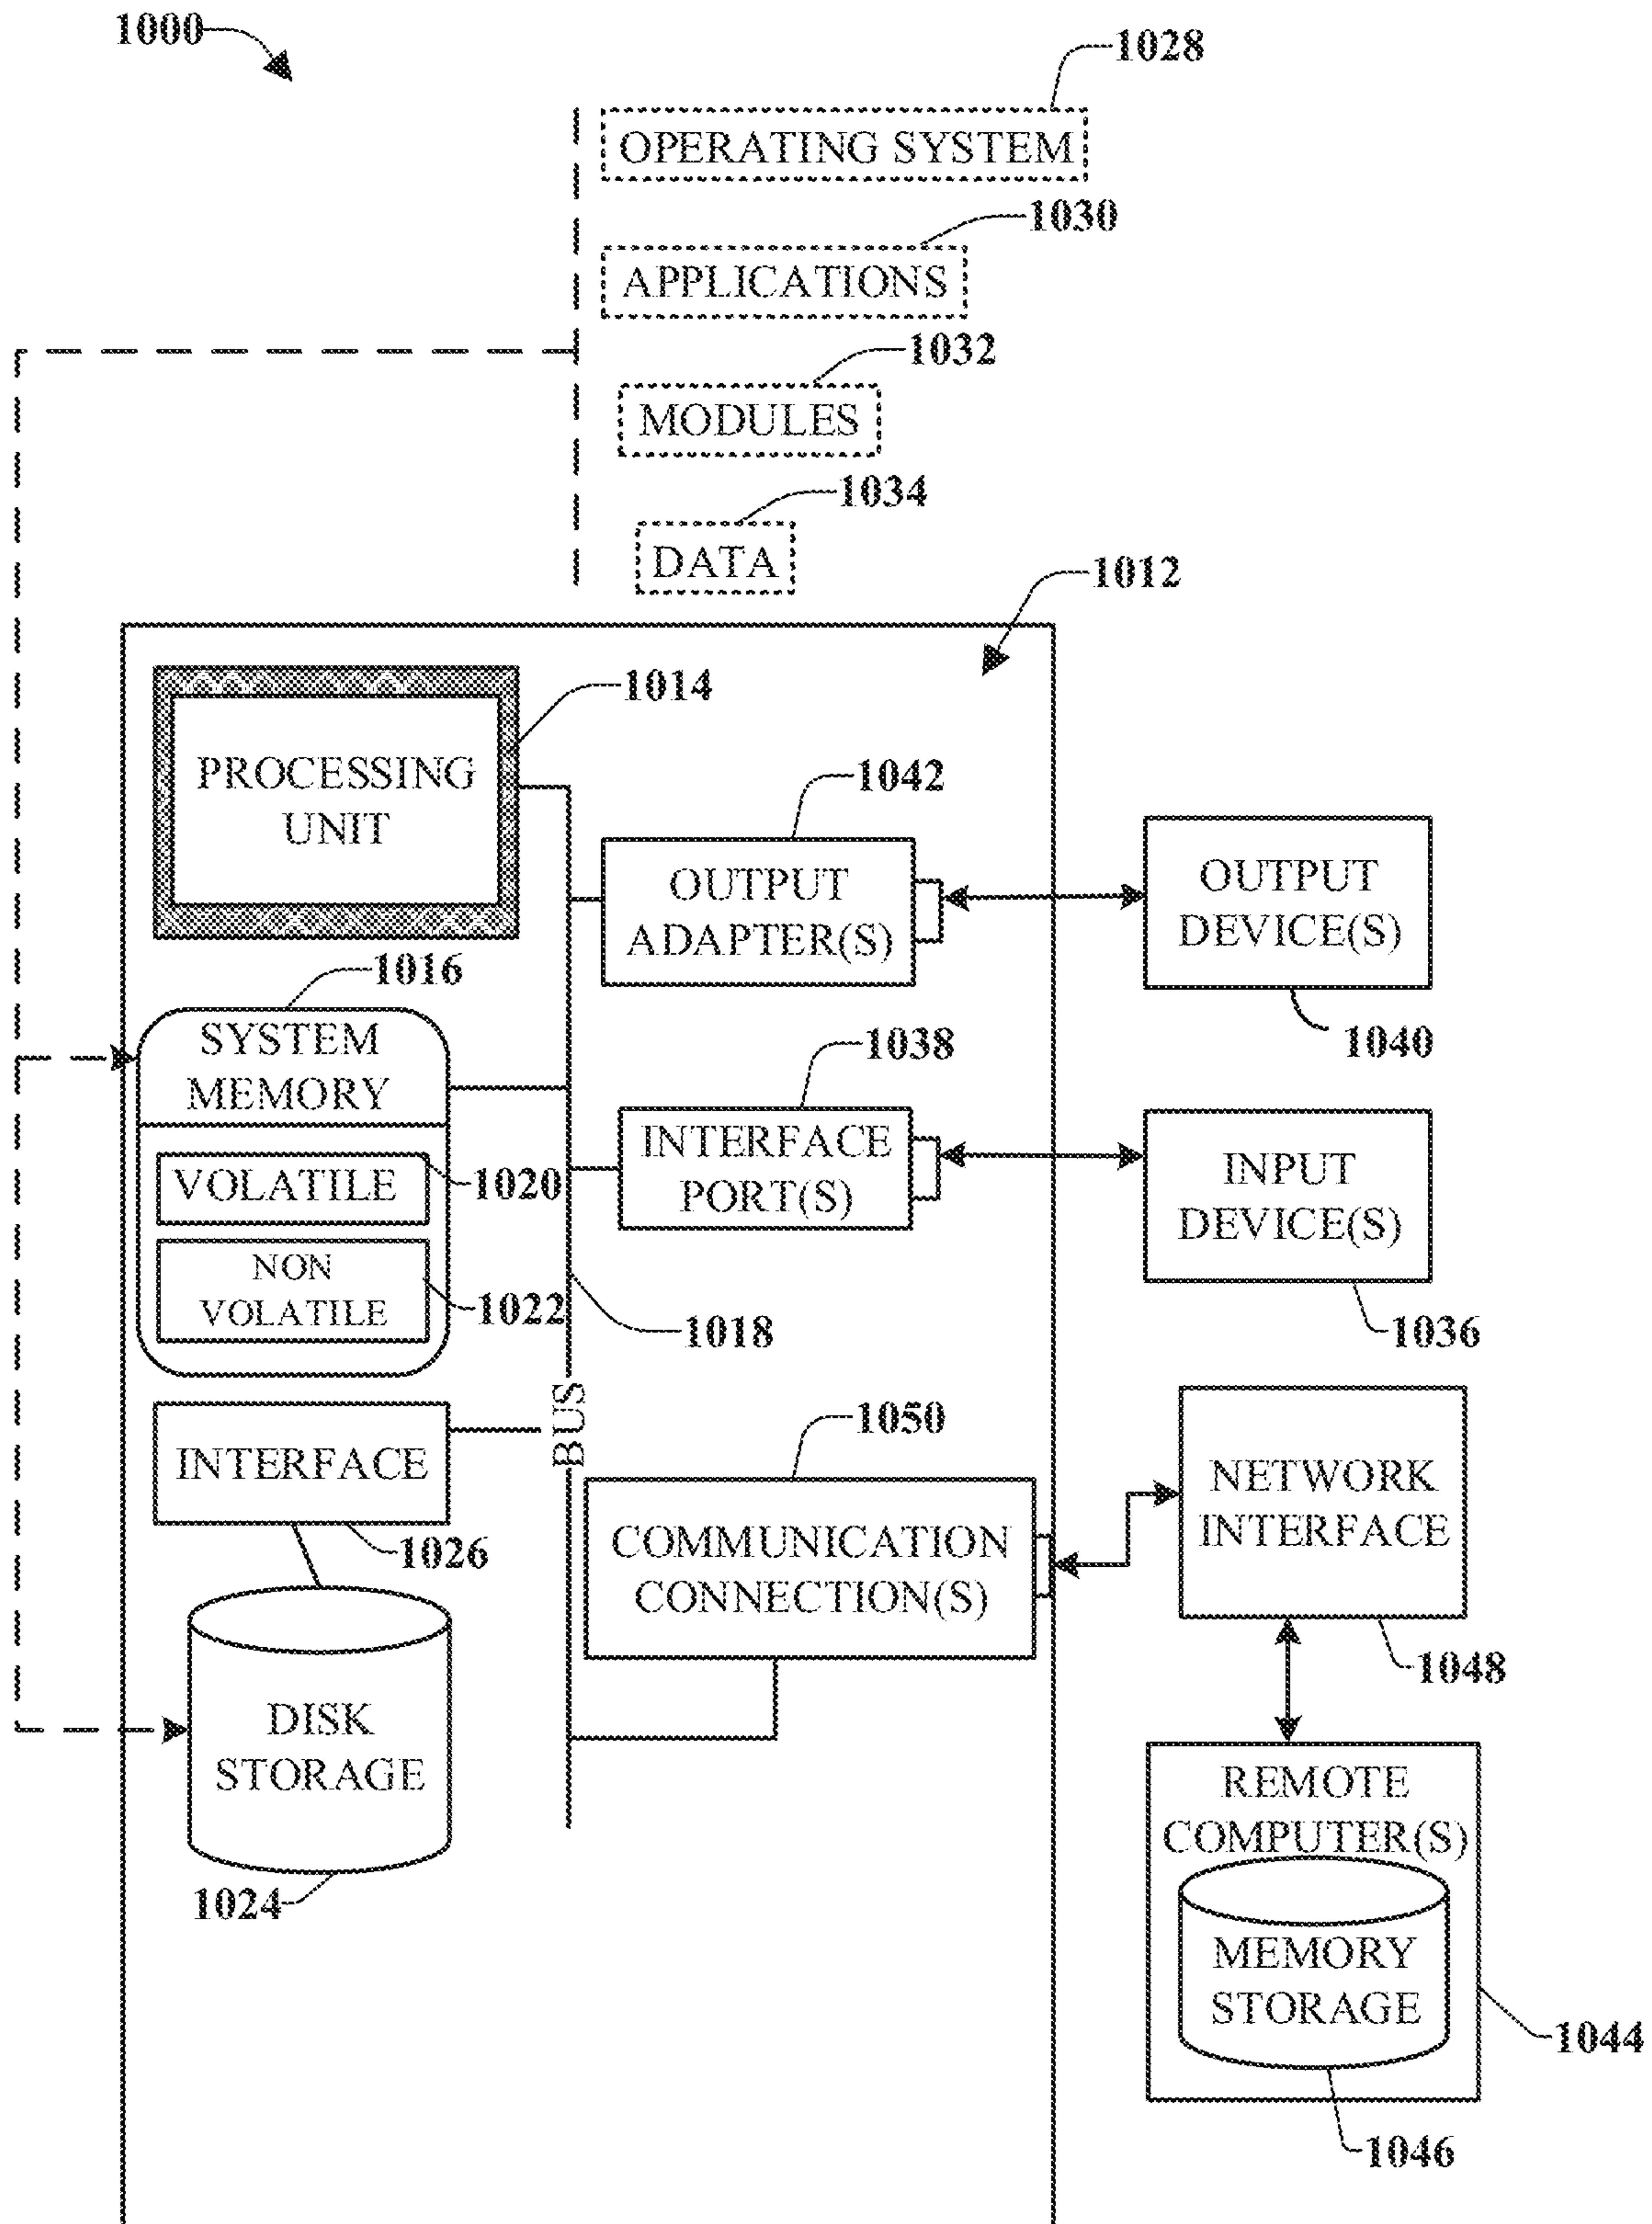 1000
1028
OPERATING SYSTEM
1030
APPLICATIONS
1032
MODULES
1034
DATA
1012
1014
PROCESSING
UNIT
1042
OUTPUT
ADAPTER(S)
OUTPUT
DEVICE(S)
1040
1016
SYSTEM
MEMORY
1038
INTERFACE
PORT(S)
INPUT
DEVICE(S)
1036
VOLATILE
1020
NON
VOLATILE
1022
1018
BUS
INTERFACE
1026
1050
COMMUNICATION
CONNECTION(S)
NETWORK
INTERFACE
1048
DISK
STORAGE
1024
REMOTE
COMPUTER(S)
MEMORY
STORAGE
1044
1046